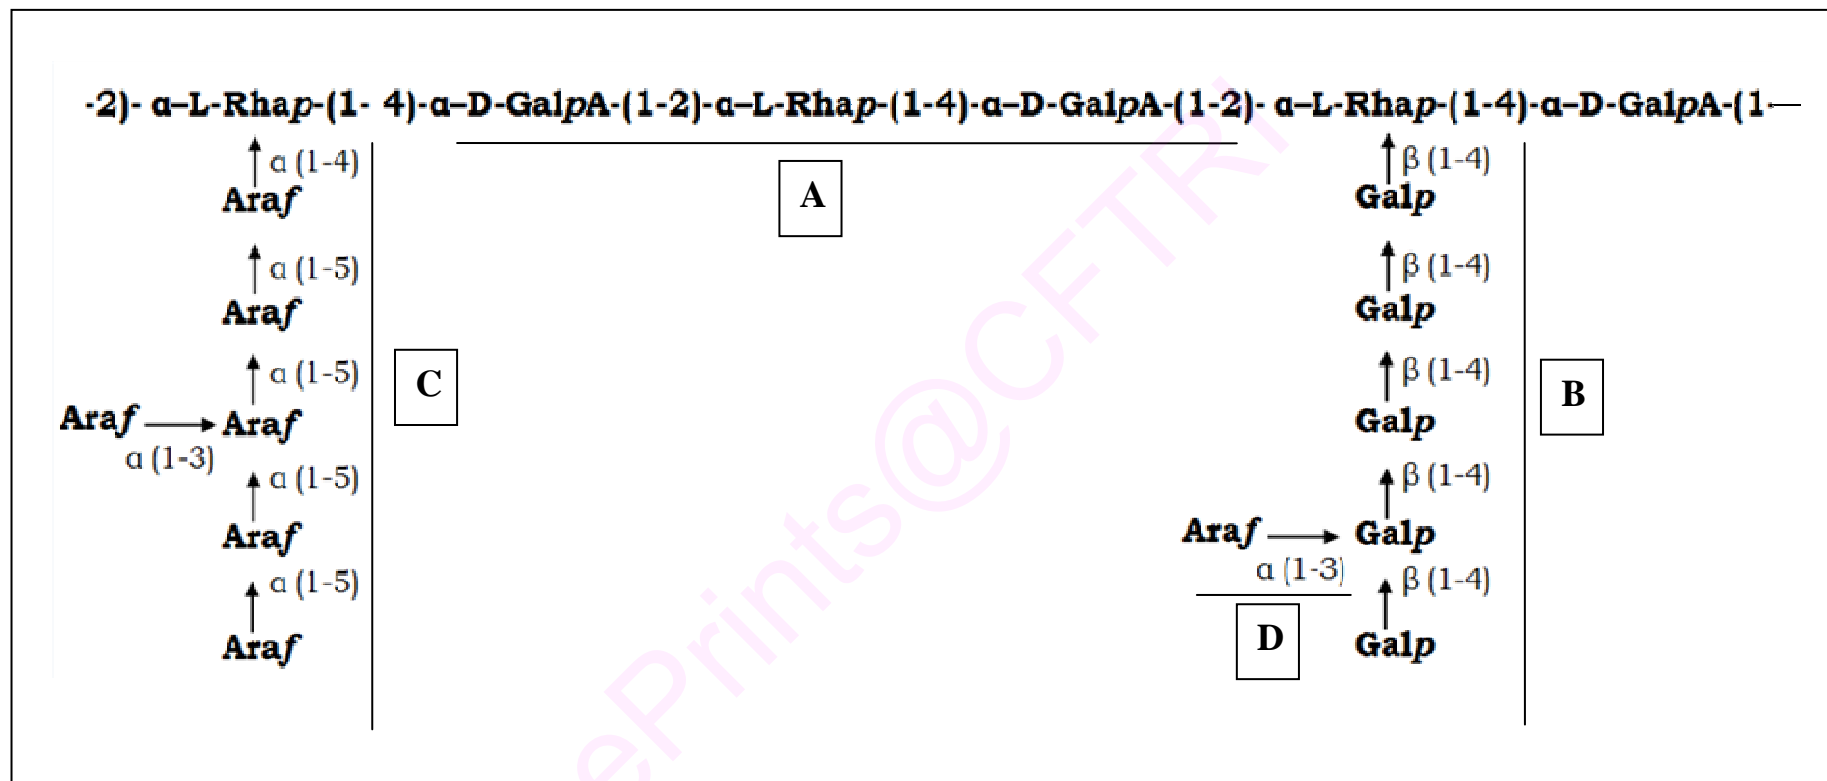 -2)- ɑ–L-Rhap-(1- 4)-ɑ–D-GalpA-(1-2)-ɑ–L-Rhap-(1-4)-ɑ–D-GalpA-(1-2)- ɑ–L-Rhap-(1-4)-ɑ–D-GalpA-(1-—
ɑ (1-4) β (1-4)
Araf A Galp
ɑ (1-5) β (1-4)
Araf Galp
ɑ (1-5) C β (1-4) B
Araf Araf Galp
ɑ (1-3)
ɑ (1-5) β (1-4)
Araf Araf Galp
ɑ (1-3)
ɑ (1-5) β (1-4)
Araf D Galp
ePrints@CFTRi